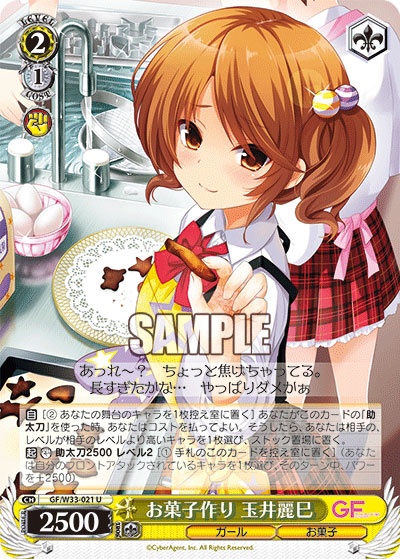 LEVEL
2
1
COST
SAMPLE
あっれ~? ちょっと焦げちゃってる。
長すぎたかな… やっぱりダメかぁ
自[② あなたの舞台のキャラを1枚控え室に置く] あなたがこのカードの「助
太刀」を使った時、あなたはコストを払ってよい。そうしたら、あなたは相手の、
レベルが相手のレベルより高いキャラを1枚選び、ストック置場に置く。
起 助太刀2500 レベル2 [① 手札のこのカードを控え室に置く] (あなた
は自分のフロントアタックされているキャラを1枚選び、そのターン中、パワー
を+2500)
CH GF/W33-021 U
2500 お菓子作り 玉井麗巳 GF
ガール お菓子
©CyberAgent, Inc. All Rights Reserved.